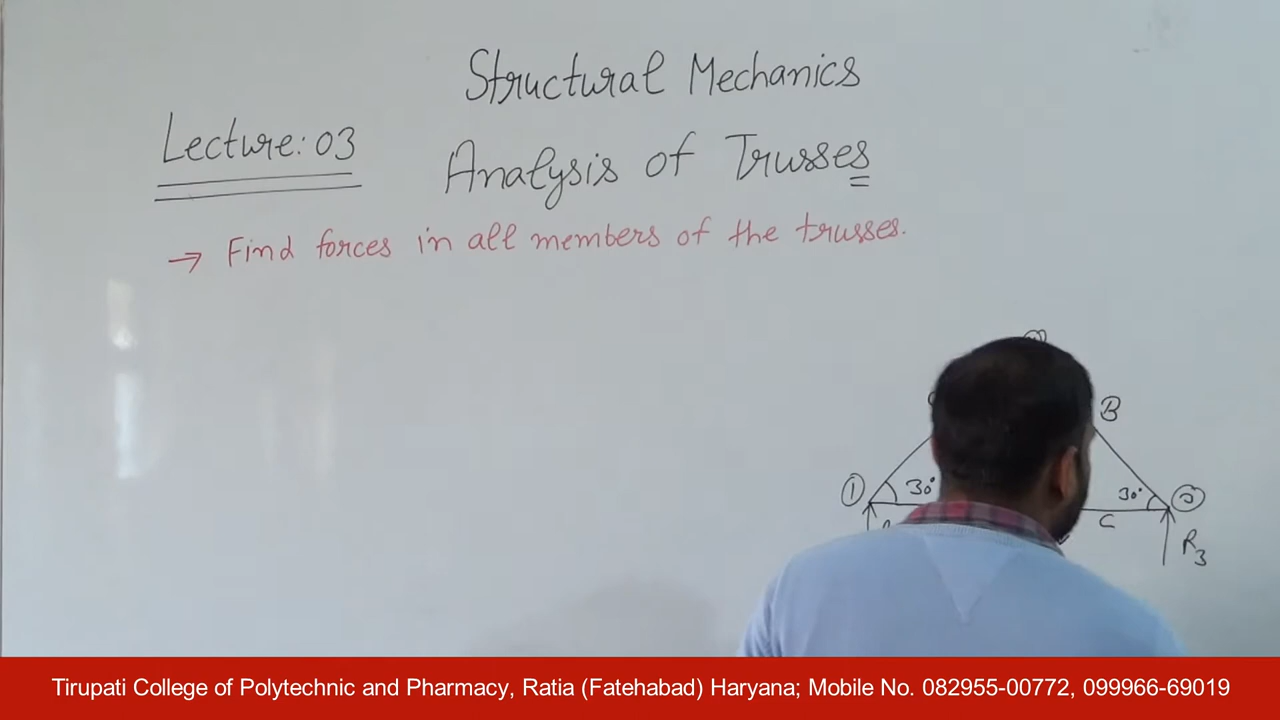 Structural Mechanics
Lecture: 03
Analysis of Trusses
→ Find forces in all members of the trusses.
B
① 30° 30°
C
R3
Tirupati College of Polytechnic and Pharmacy, Ratia (Fatehabad) Haryana; Mobile No. 082955-00772, 099966-69019